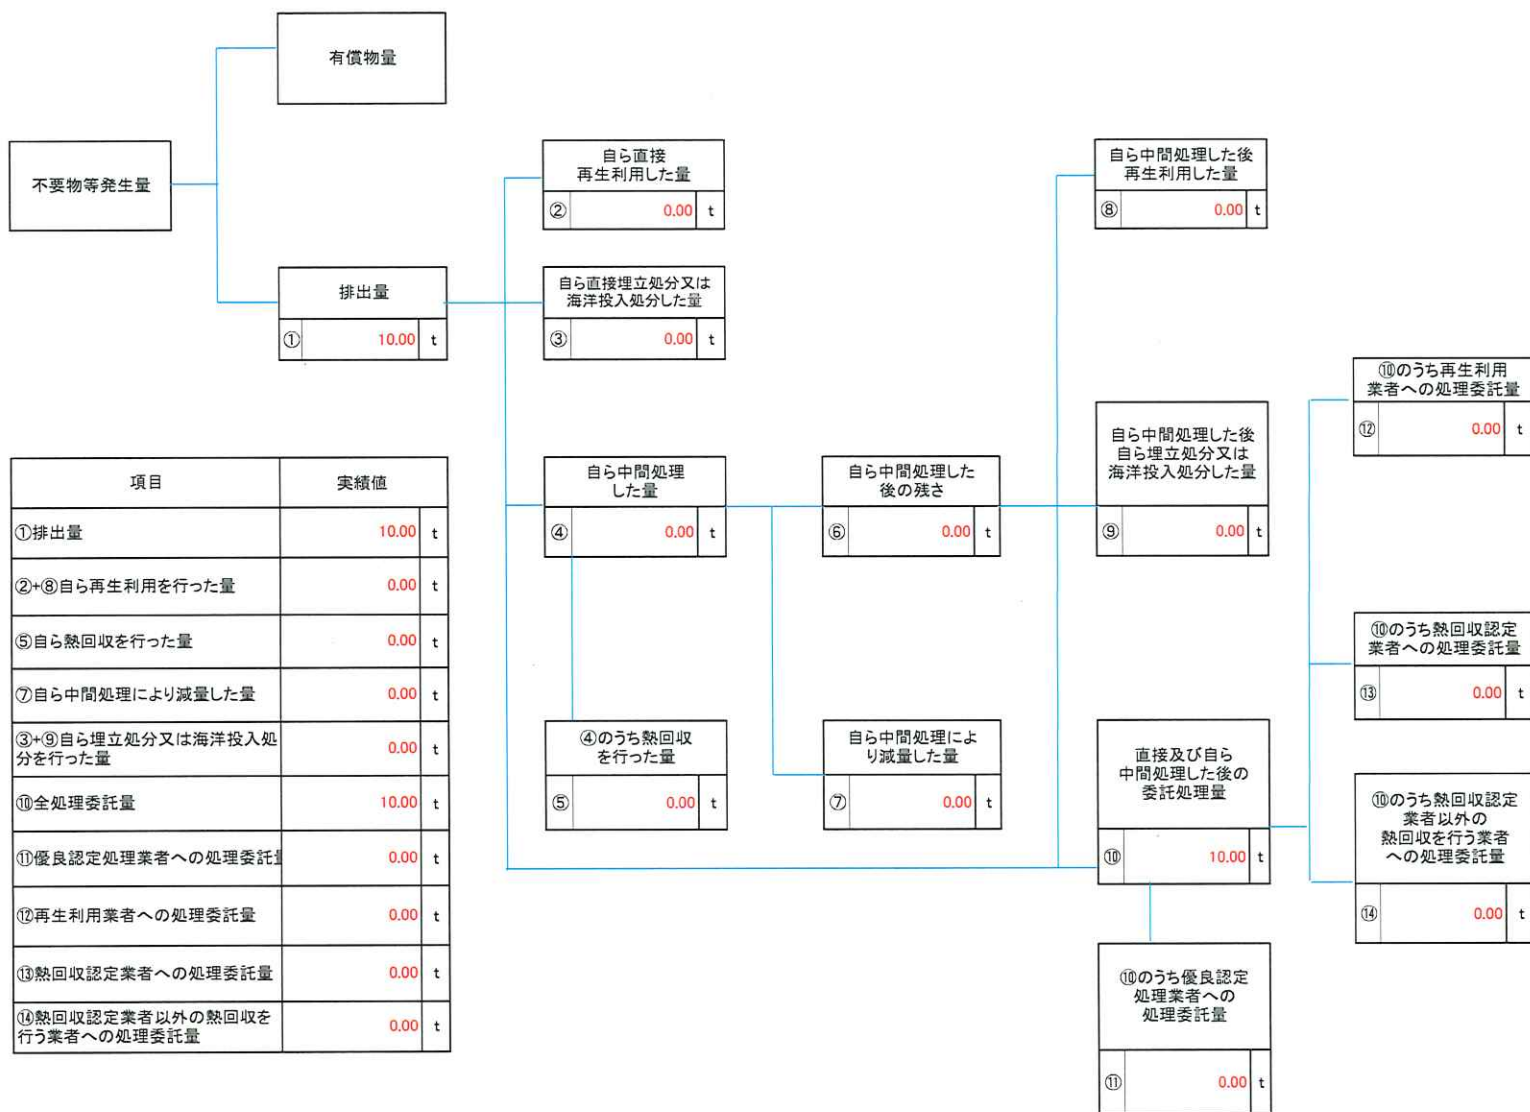 有償物量
不要物等発生量
排出量
① 10.00 t
自ら直接
再生利用した量
② 0.00 t
自ら直接埋立処分又は
海洋投入処分した量
③ 0.00 t
自ら中間処理
した量
④ 0.00 t
④のうち熱回収
を行った量
⑤ 0.00 t
自ら中間処理した
後の残さ
⑥ 0.00 t
自ら中間処理によ
り減量した量
⑦ 0.00 t
自ら中間処理した後
再生利用した量
⑧ 0.00 t
自ら中間処理した後
自ら埋立処分又は
海洋投入処分した量
⑨ 0.00 t
直接及び自ら
中間処理した後の
委託処理量
⑩ 10.00 t
⑩のうち優良認定
処理業者への
処理委託量
⑪ 0.00 t
⑩のうち再生利用
業者への処理委託量
⑫ 0.00 t
⑩のうち熱回収認定
業者への処理委託量
⑬ 0.00 t
⑩のうち熱回収認定
業者以外の
熱回収を行う業者
への処理委託量
⑭ 0.00 t
項目 実績値
①排出量 10.00 t
②+⑧自ら再生利用を行った量 0.00 t
⑤自ら熱回収を行った量 0.00 t
⑦自ら中間処理により減量した量 0.00 t
③+⑨自ら埋立処分又は海洋投入処
分を行った量 0.00 t
⑩全処理委託量 10.00 t
⑪優良認定処理業者への処理委託 0.00 t
⑫再生利用業者への処理委託量 0.00 t
⑬熱回収認定業者への処理委託量 0.00 t
⑭熱回収認定業者以外の熱回収を
行う業者への処理委託量 0.00 t